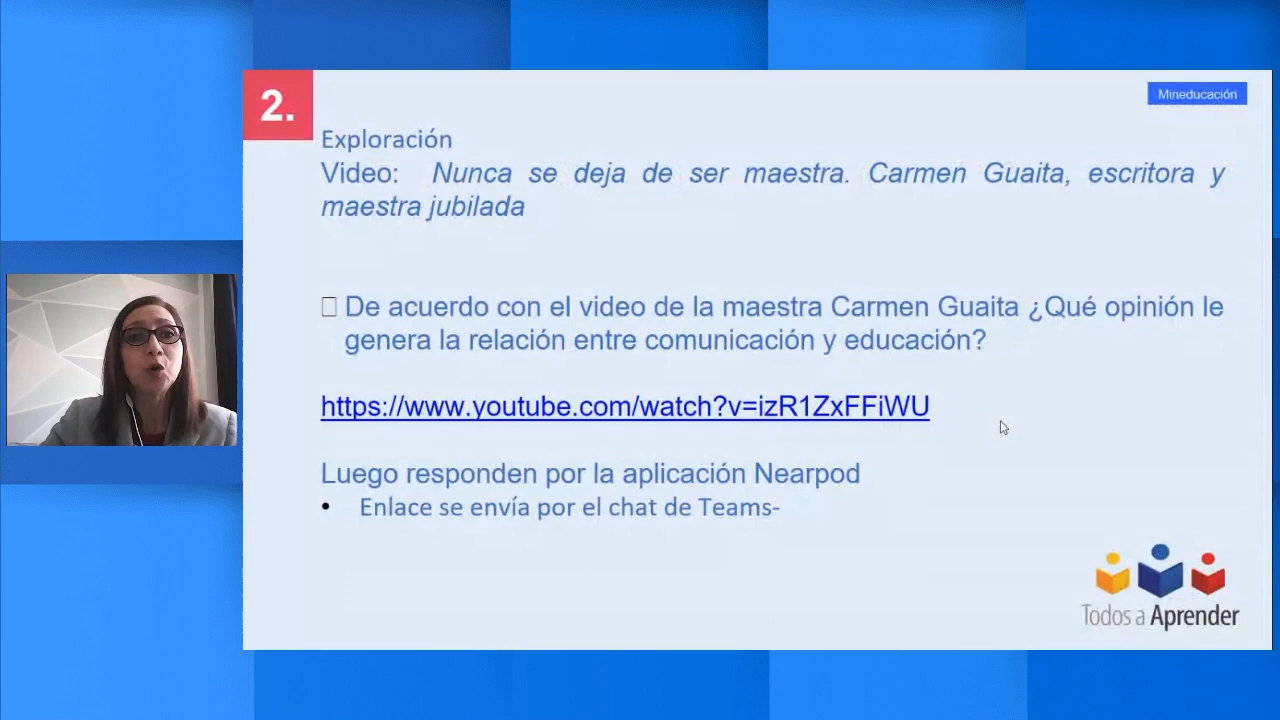 2.
Mineducación
Exploración
Video: Nunca se deja de ser maestra. Carmen Guaita, escritora y
maestra jubilada
De acuerdo con el video de la maestra Carmen Guaita ¿Qué opinión le
genera la relación entre comunicación y educación?
https://www.youtube.com/watch?v=izR1ZxFFiWU
Luego responden por la aplicación Nearpod
• Enlace se envía por el chat de Teams-
Todos a Aprender